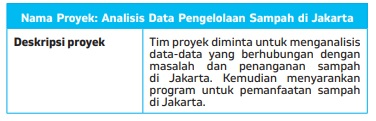 Nama Proyek: Analisis Data Pengelolaan Sampah di Jakarta
Deskripsi proyek
Tim proyek diminta untuk menganalisis
data-data yang berhubungan dengan
masalah dan penanganan sampah
di Jakarta. Kemudian menyarankan
program untuk pemanfaatan sampah
di Jakarta.